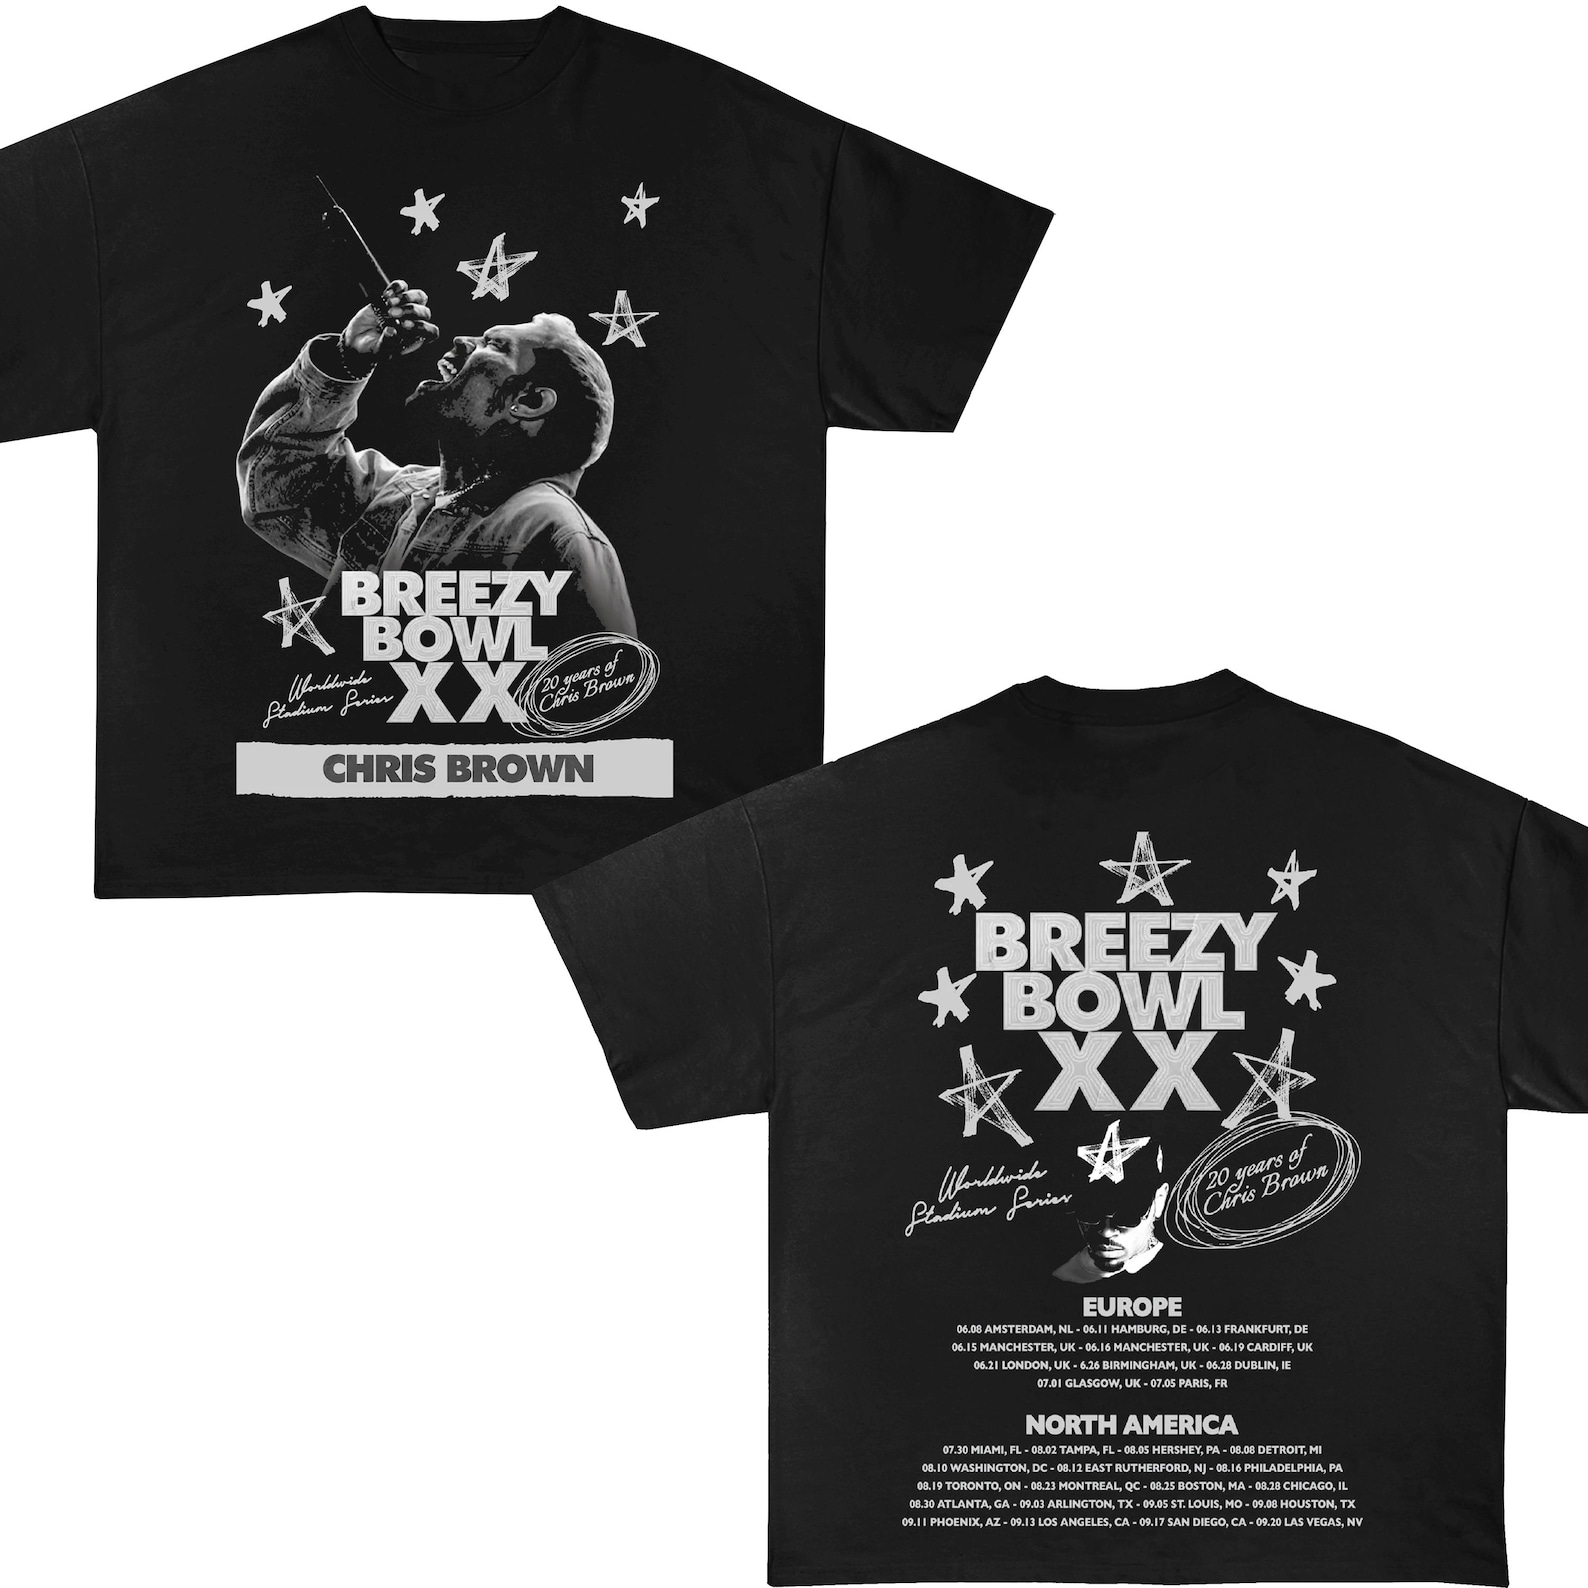 BREEZY
BOWL
XX
Worldwide
Stadium Series
20 years of
Chris Brown
CHRIS BROWN
BREEZY
BOWL
XX
Worldwide
Stadium Series
20 years of
Chris Brown
EUROPE
06.08 AMSTERDAM, NL - 06.11 HAMBURG, DE - 06.13 FRANKFURT, DE
06.15 MANCHESTER, UK - 06.16 MANCHESTER, UK - 06.19 CARDIFF, UK
06.21 LONDON, UK - 6.26 BIRMINGHAM, UK - 06.28 DUBLIN, IE
07.01 GLASGOW, UK - 07.05 PARIS, FR
NORTH AMERICA
07.30 MIAMI, FL - 08.02 TAMPA, FL - 08.05 HERSHEY, PA - 08.08 DETROIT, MI
08.10 WASHINGTON, DC - 08.12 EAST RUTHERFORD, NJ - 08.16 PHILADELPHIA, PA
08.19 TORONTO, ON - 08.23 MONTREAL, QC - 08.25 BOSTON, MA - 08.28 CHICAGO, IL
08.30 ATLANTA, GA - 09.03 ARLINGTON, TX - 09.05 ST. LOUIS, MO - 09.08 HOUSTON, TX
09.11 PHOENIX, AZ - 09.13 LOS ANGELES, CA - 09.17 SAN DIEGO, CA - 09.20 LAS VEGAS, NV